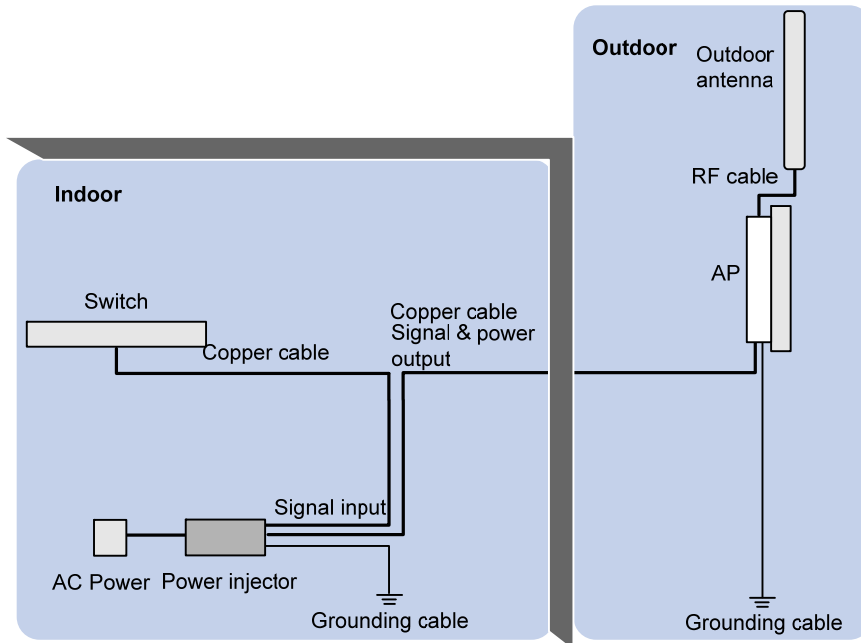 Outdoor
Outdoor
antenna
RF cable
Indoor
AP
Switch
Copper cable
Signal & power
output
Copper cable
Signal input
AC Power
Power injector
Grounding cable
Grounding cable